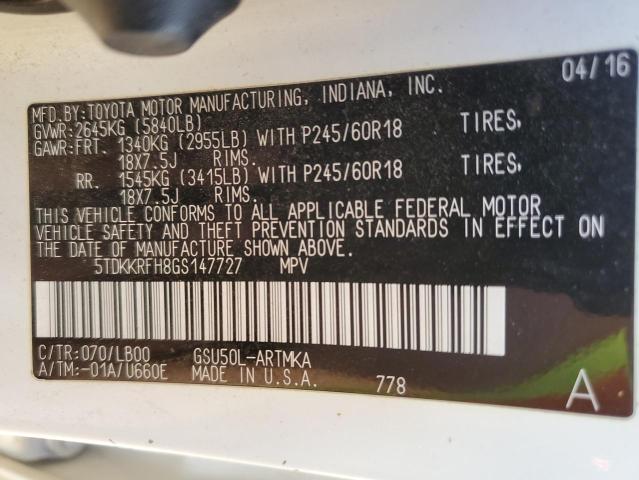 04/16
MFD.BY:TOYOTA MOTOR MANUFACTURING, INDIANA, INC.
GVWR:2645KG (5840LB)
GAWR:FRT. 1340KG (2955LB) WITH P245/60R18 TIRES,
18X7.5J RIMS.
RR. 1545KG (3415LB) WITH P245/60R18 TIRES,
18X7.5J RIMS.
THIS VEHICLE CONFORMS TO ALL APPLICABLE FEDERAL MOTOR
VEHICLE SAFETY AND THEFT PREVENTION STANDARDS IN EFFECT ON
THE DATE OF MANUFACTURE SHOWN ABOVE.
5TDKKRFH8GS147727 MPV
C/TR:070/LB00 GSU50L-ARTMKA
A/TM:-01A/U660E MADE IN U.S.A. 778 A